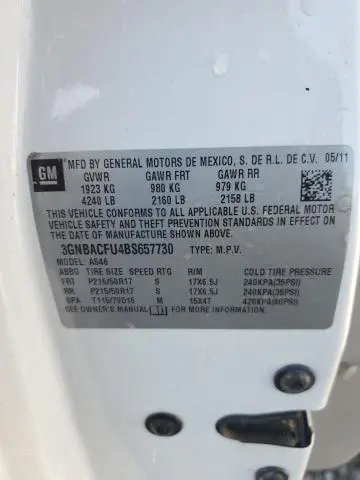 GM MFD BY GENERAL MOTORS DE MEXICO, S. DE R.L. DE C.V. 05/11
GVWR GAWR FRT GAWR RR
1923 KG 980 KG 979 KG
4240 LB 2160 LB 2158 LB
THIS VEHICLE CONFORMS TO ALL APPLICABLE U.S. FEDERAL MOTOR
VEHICLE SAFETY AND THEFT PREVENTION STANDARDS IN EFFECT ON THE
DATE OF MANUFACTURE SHOWN ABOVE.
3GNBACFU4BS657730 TYPE: M.P.V.
MODEL: AS46
ABBG TIRE SIZE SPEED RTG RIM COLD TIRE PRESSURE
FRT P215/50R17 S 17X6.5J 240KPA(35PSI)
RR P215/50R17 S 17X6.5J 240KPA(35PSI)
SPA T115/70D15 M 15X4T 420KPA(60PSI)
SEE OWNER'S MANUAL FOR MORE INFORMATION.